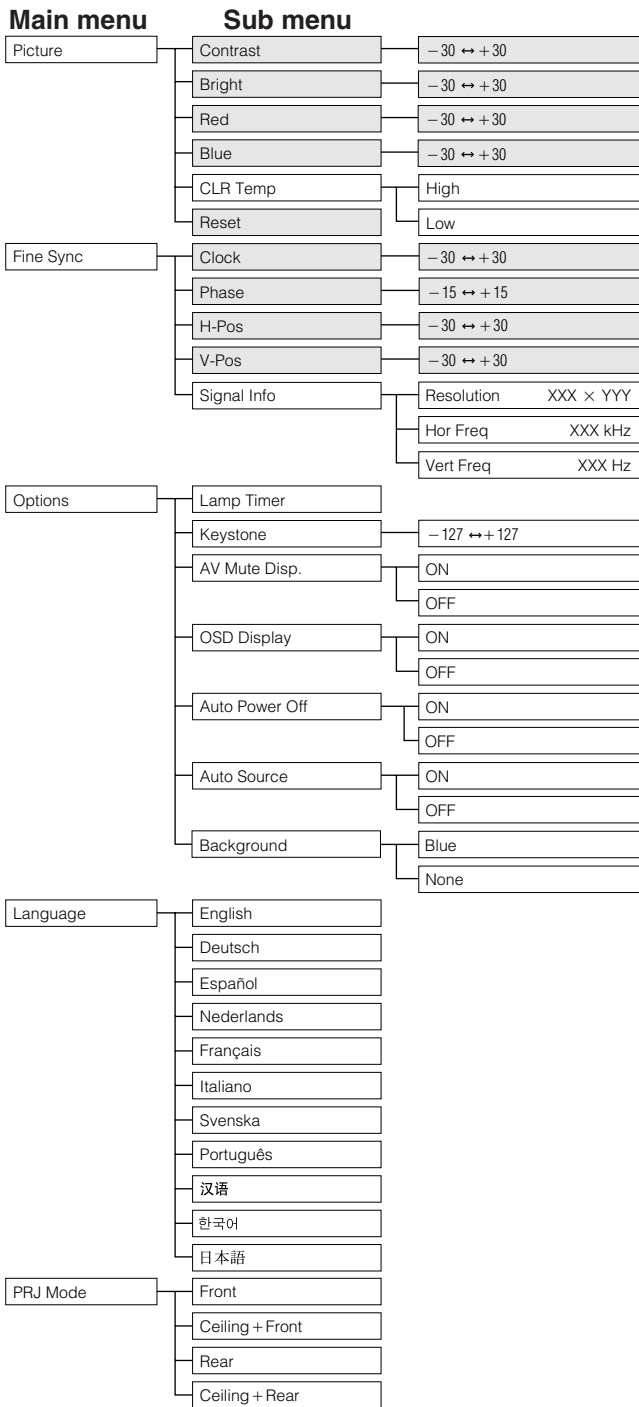 Main menu Sub menu
Picture Contrast −30 ↔ +30
Bright −30 ↔ +30
Red −30 ↔ +30
Blue −30 ↔ +30
CLR Temp High
Reset Low
Fine Sync Clock −30 ↔ +30
Phase −15 ↔ +15
H-Pos −30 ↔ +30
V-Pos −30 ↔ +30
Signal Info Resolution XXX × YYY
Hor Freq XXX kHz
Vert Freq XXX Hz
Options Lamp Timer
Keystone −127 ↔ +127
AV Mute Disp. ON
OFF
OSD Display ON
OFF
Auto Power Off ON
OFF
Auto Source ON
OFF
Background Blue
None
Language English
Deutsch
Español
Nederlands
Français
Italiano
Svenska
Português
汉语
한국어
日本語
PRJ Mode Front
Ceiling+Front
Rear
Ceiling+Rear